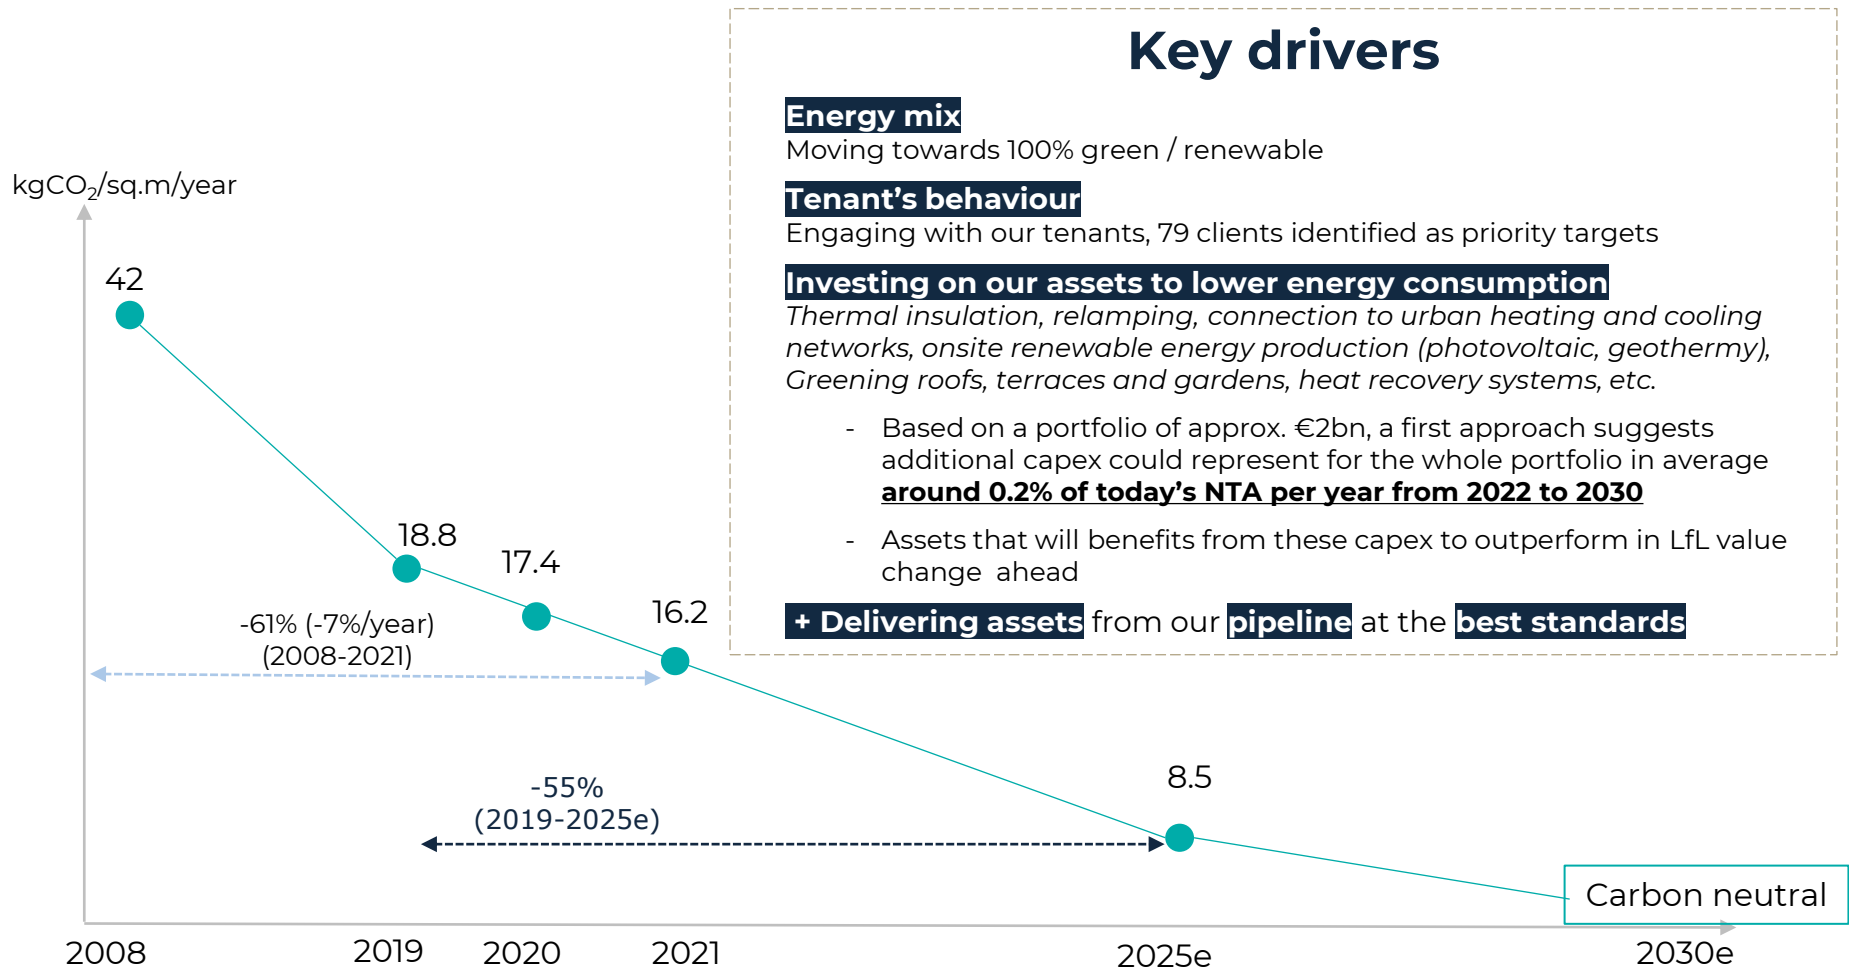 Key drivers
Energy mix
Moving towards 100% green / renewable
Tenant’s behaviour
Engaging with our tenants, 79 clients identified as priority targets
Investing on our assets to lower energy consumption
Thermal insulation, relamping, connection to urban heating and cooling
networks, onsite renewable energy production (photovoltaic, geothermy),
Greening roofs, terraces and gardens, heat recovery systems, etc.
- Based on a portfolio of approx. €2bn, a first approach suggests
additional capex could represent for the whole portfolio in average
around 0.2% of today’s NTA per year from 2022 to 2030
- Assets that will benefits from these capex to outperform in LfL value
change  ahead
+ Delivering assets from our pipeline at the best standards
kgCO₂/sq.m/year
42
18.8
17.4
16.2
-61% (-7%/year)
(2008-2021)
8.5
-55%
(2019-2025e)
Carbon neutral
2008 2019 2020 2021 2025e 2030e